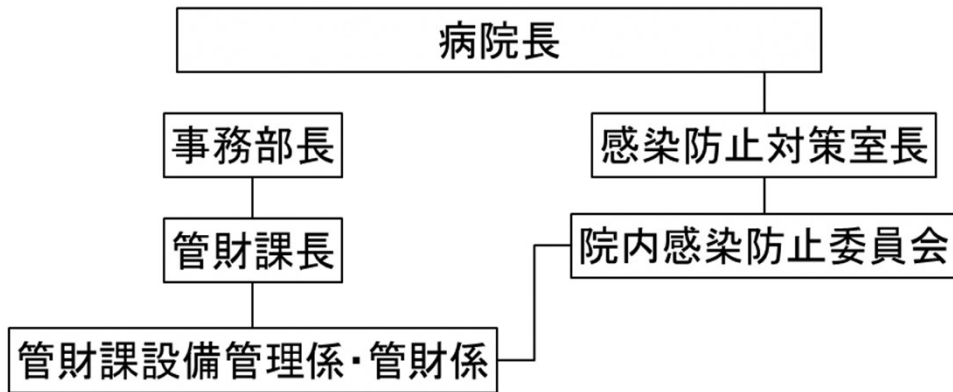 病院長
事務部長
感染防止対策室長
管財課長
院内感染防止委員会
管財課設備管理係・管財係